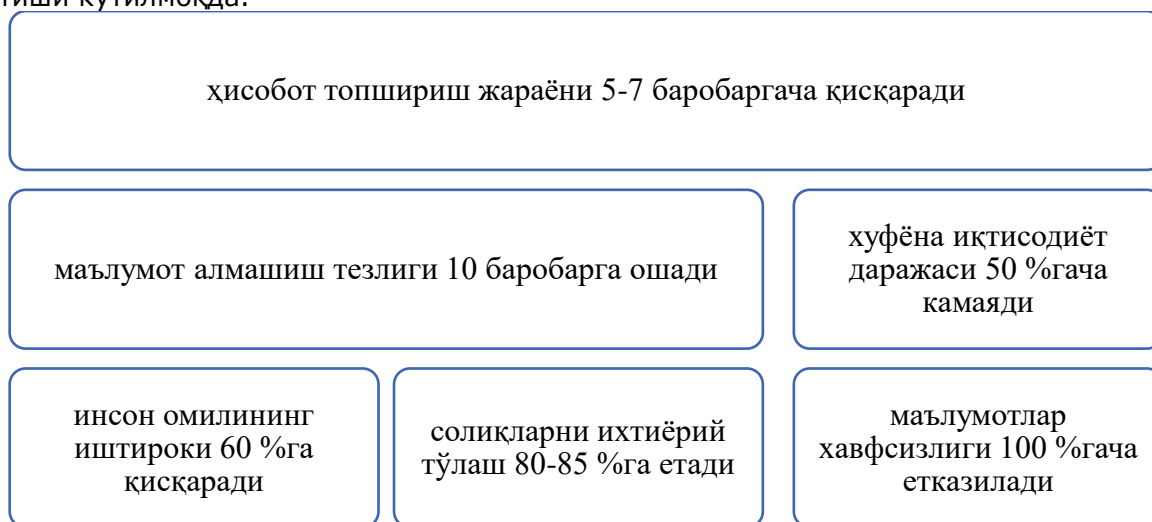 кутилмоқда.
ҳисобот топшириш жараёни 5-7 баробаргача қисқаради
маълумот алмашиш тезлиги 10 баробарга ошади
хуфёна иқтисодиёт
даражаси 50 %гача
камаяди
инсон омилининг
иштироки 60 %га
қисқаради
солиқларни ихтиёрий
тўлаш 80-85 %га етади
маълумотлар
хавфсизлиги 100 %гача
етказилади